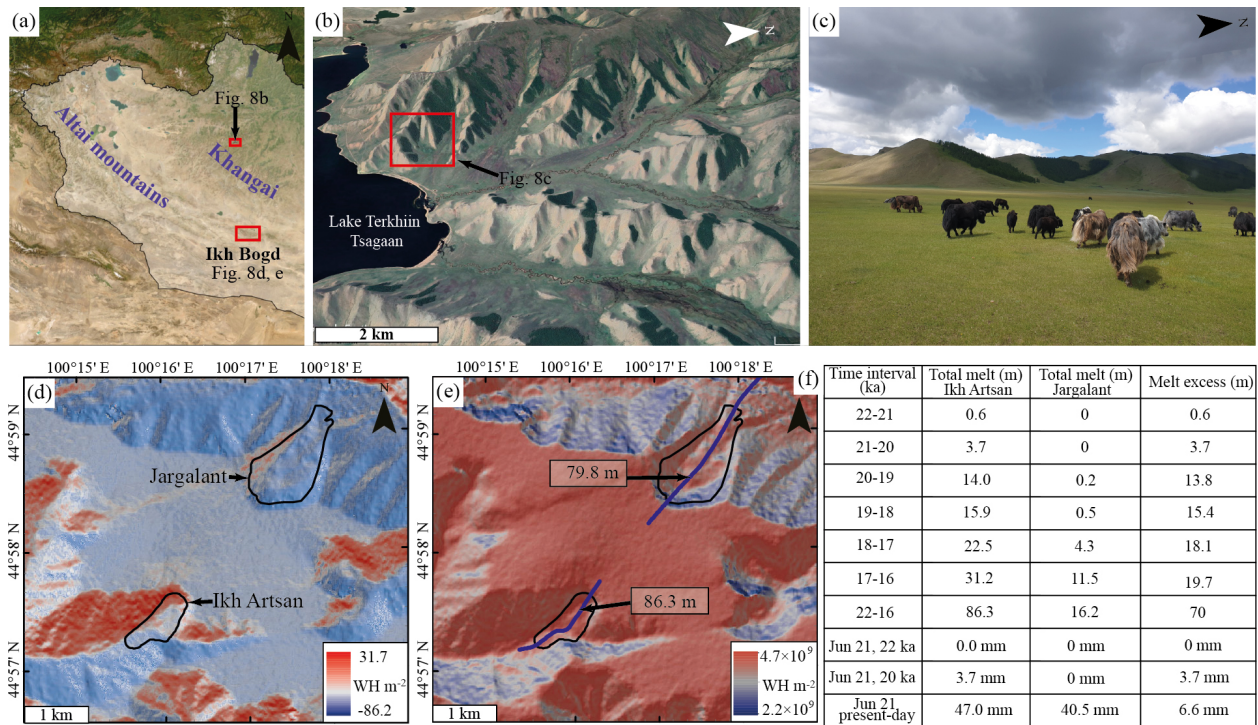 (a)
N
Fig. 8b
Altai mountains
Khangai
Ikh Bogd
Fig. 8d, e
(b)
N
Fig. 8c
Lake Terkhiin
Tsagaan
2 km
(c)
N
100°15' E 100°16' E 100°17' E 100°18' E
(d)
N
44°59' N
44°58' N
44°57' N
Jargalant
Ikh Artsan
31.7
WH m-2
-86.2
1 km
100°15' E 100°16' E 100°17' E 100°18' E
(e)
44°59' N
44°58' N
44°57' N
79.8 m
86.3 m
4.7×10⁹
WH m-2
2.2×10⁹
1 km
(f)
Time interval (ka) Total melt (m) Ikh Artsan Total melt (m) Jargalant Melt excess (m)
22-21 0.6 0 0.6
21-20 3.7 0 3.7
20-19 14.0 0.2 13.8
19-18 15.9 0.5 15.4
18-17 22.5 4.3 18.1
17-16 31.2 11.5 19.7
22-16 86.3 16.2 70
Jun 21, 22 ka 0.0 mm 0 mm 0 mm
Jun 21, 20 ka 3.7 mm 0 mm 3.7 mm
Jun 21 present-day 47.0 mm 40.5 mm 6.6 mm